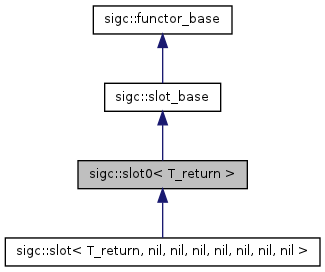 sigc::functor_base
sigc::slot_base
sigc::slot0< T_return >
sigc::slot< T_return, nil, nil, nil, nil, nil, nil, nil >